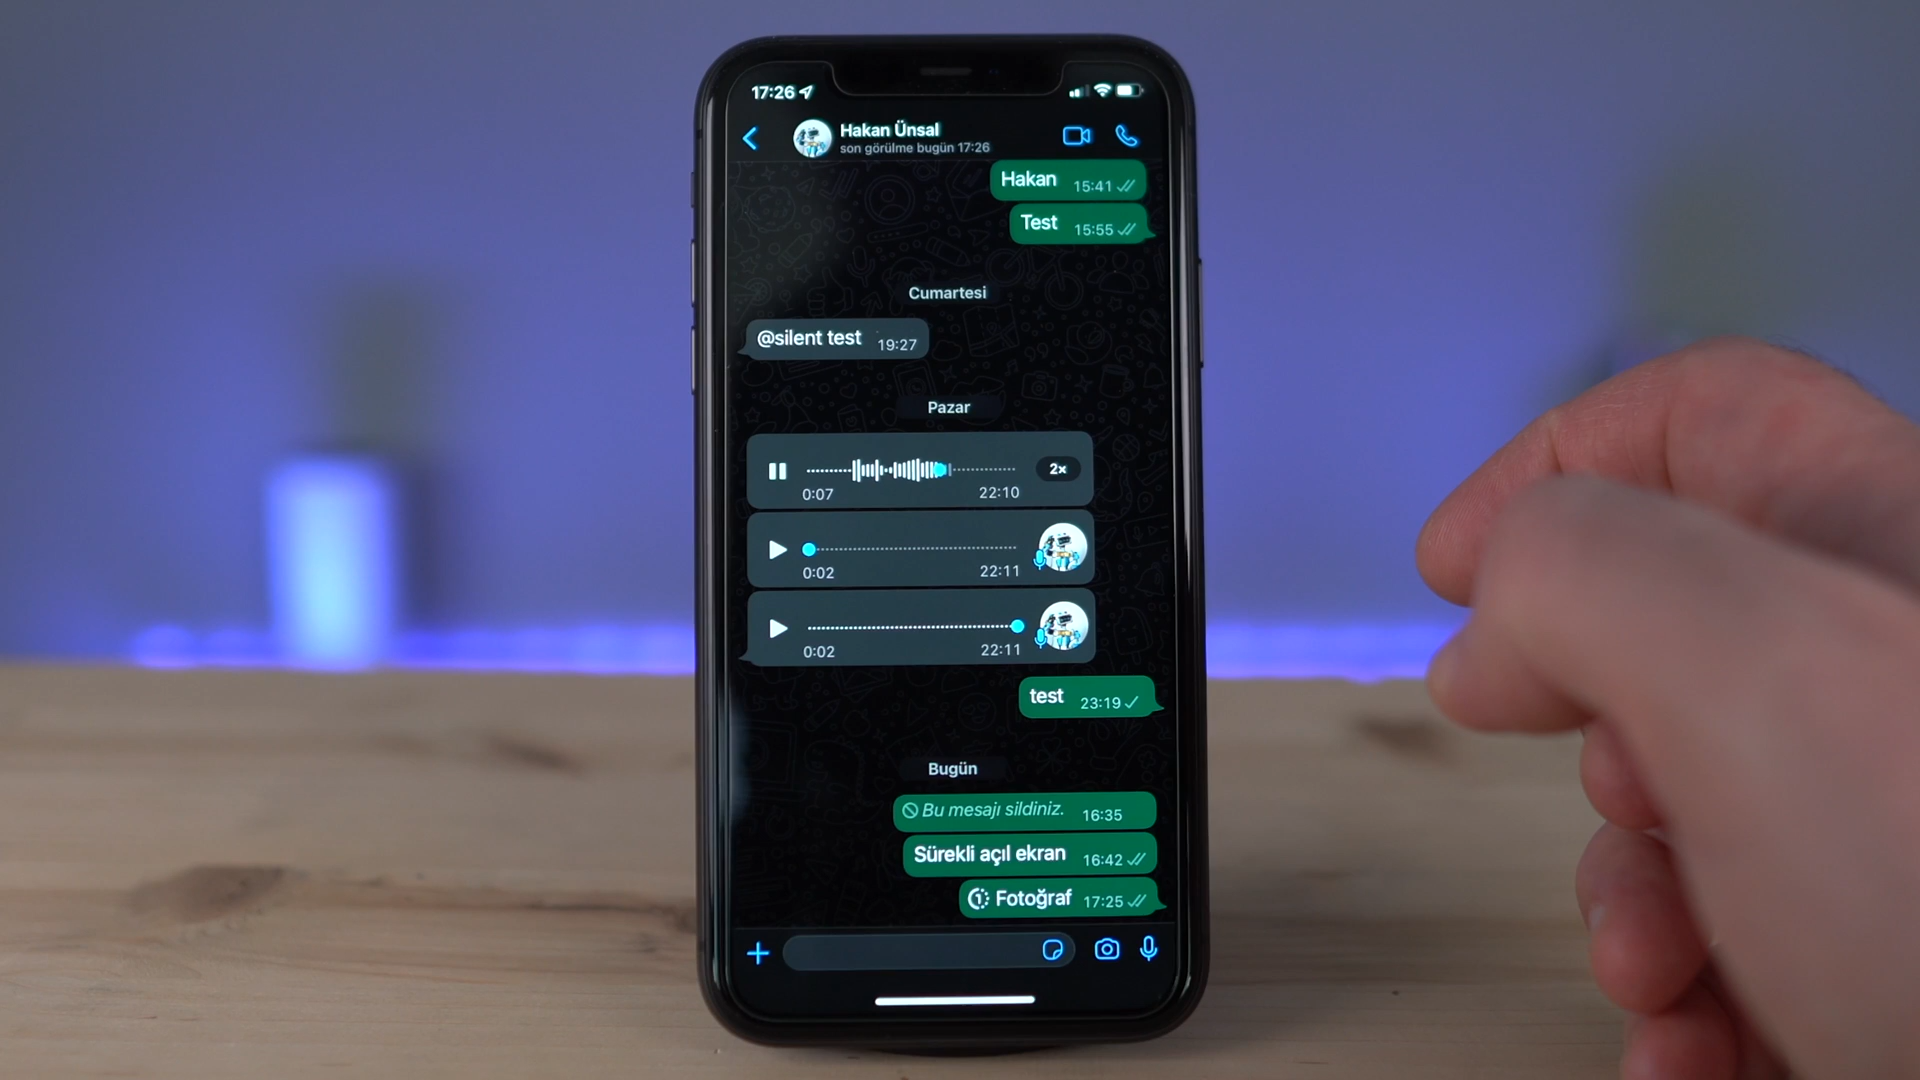 17:26
Hakan Ünsal
son görülme bugün 17:26
Hakan 15:41
Test 15:55
Cumartesi
@silent test 19:27
Pazar
2x
0:07 22:10
0:02 22:11
0:02 22:11
test 23:19
Bugün
Bu mesajı sildiniz. 16:35
Sürekli açıl ekran 16:42
1 Fotoğraf 17:25